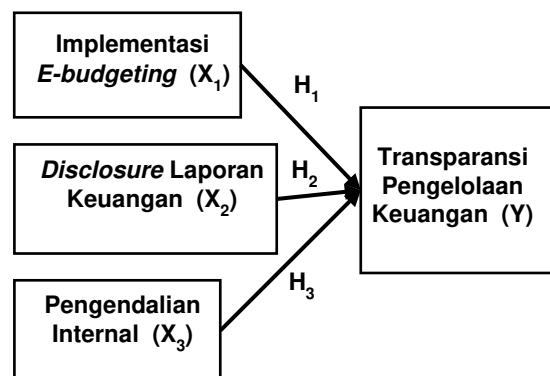 Implementasi
E-budgeting (X₁)
H₁
Disclosure Laporan
Keuangan (X₂)
H₂
Transparansi
Pengelolaan
Keuangan (Y)
H₃
Pengendalian
Internal (X₃)